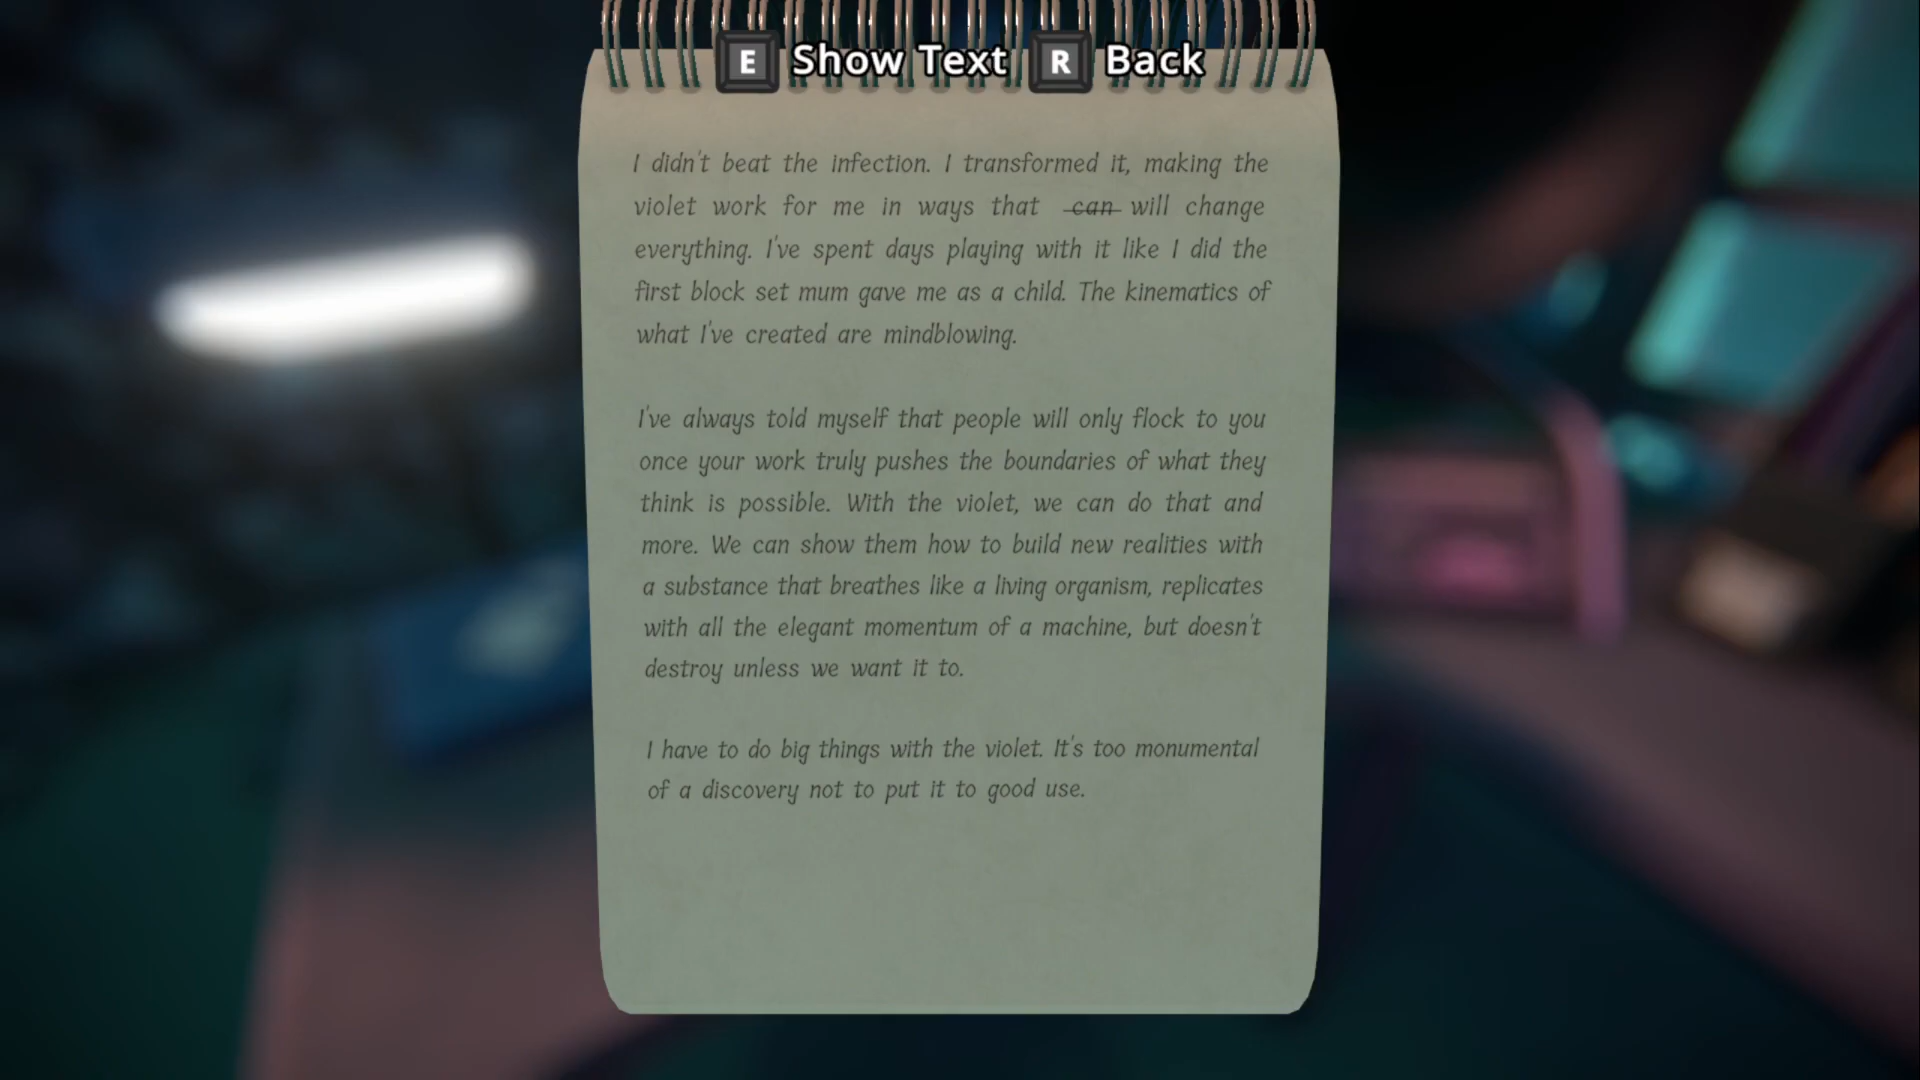 E Show Text R Back
I didn't beat the infection. I transformed it, making the
violet work for me in ways that can will change
everything. I've spent days playing with it like I did the
first block set mum gave me as a child. The kinematics of
what I've created are mindblowing.
I've always told myself that people will only flock to you
once your work truly pushes the boundaries of what they
think is possible. With the violet, we can do that and
more. We can show them how to build new realities with
a substance that breathes like a living organism, replicates
with all the elegant momentum of a machine, but doesn't
destroy unless we want it to.
I have to do big things with the violet. It's too monumental
of a discovery not to put it to good use.